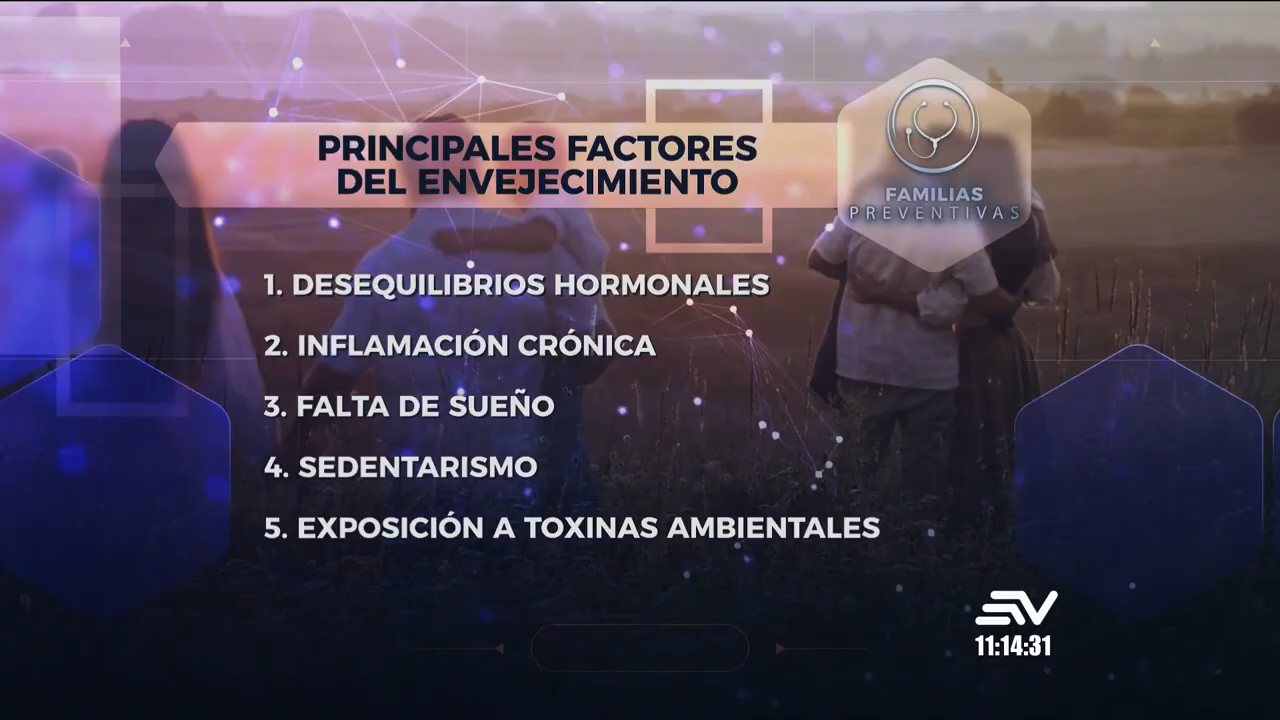 PRINCIPALES FACTORES
DEL ENVEJECIMIENTO
FAMILIAS
PREVENTIVAS
1. DESEQUILIBRIOS HORMONALES
2. INFLAMACIÓN CRÓNICA
3. FALTA DE SUEÑO
4. SEDENTARISMO
5. EXPOSICIÓN A TOXINAS AMBIENTALES
EV
11:14:31